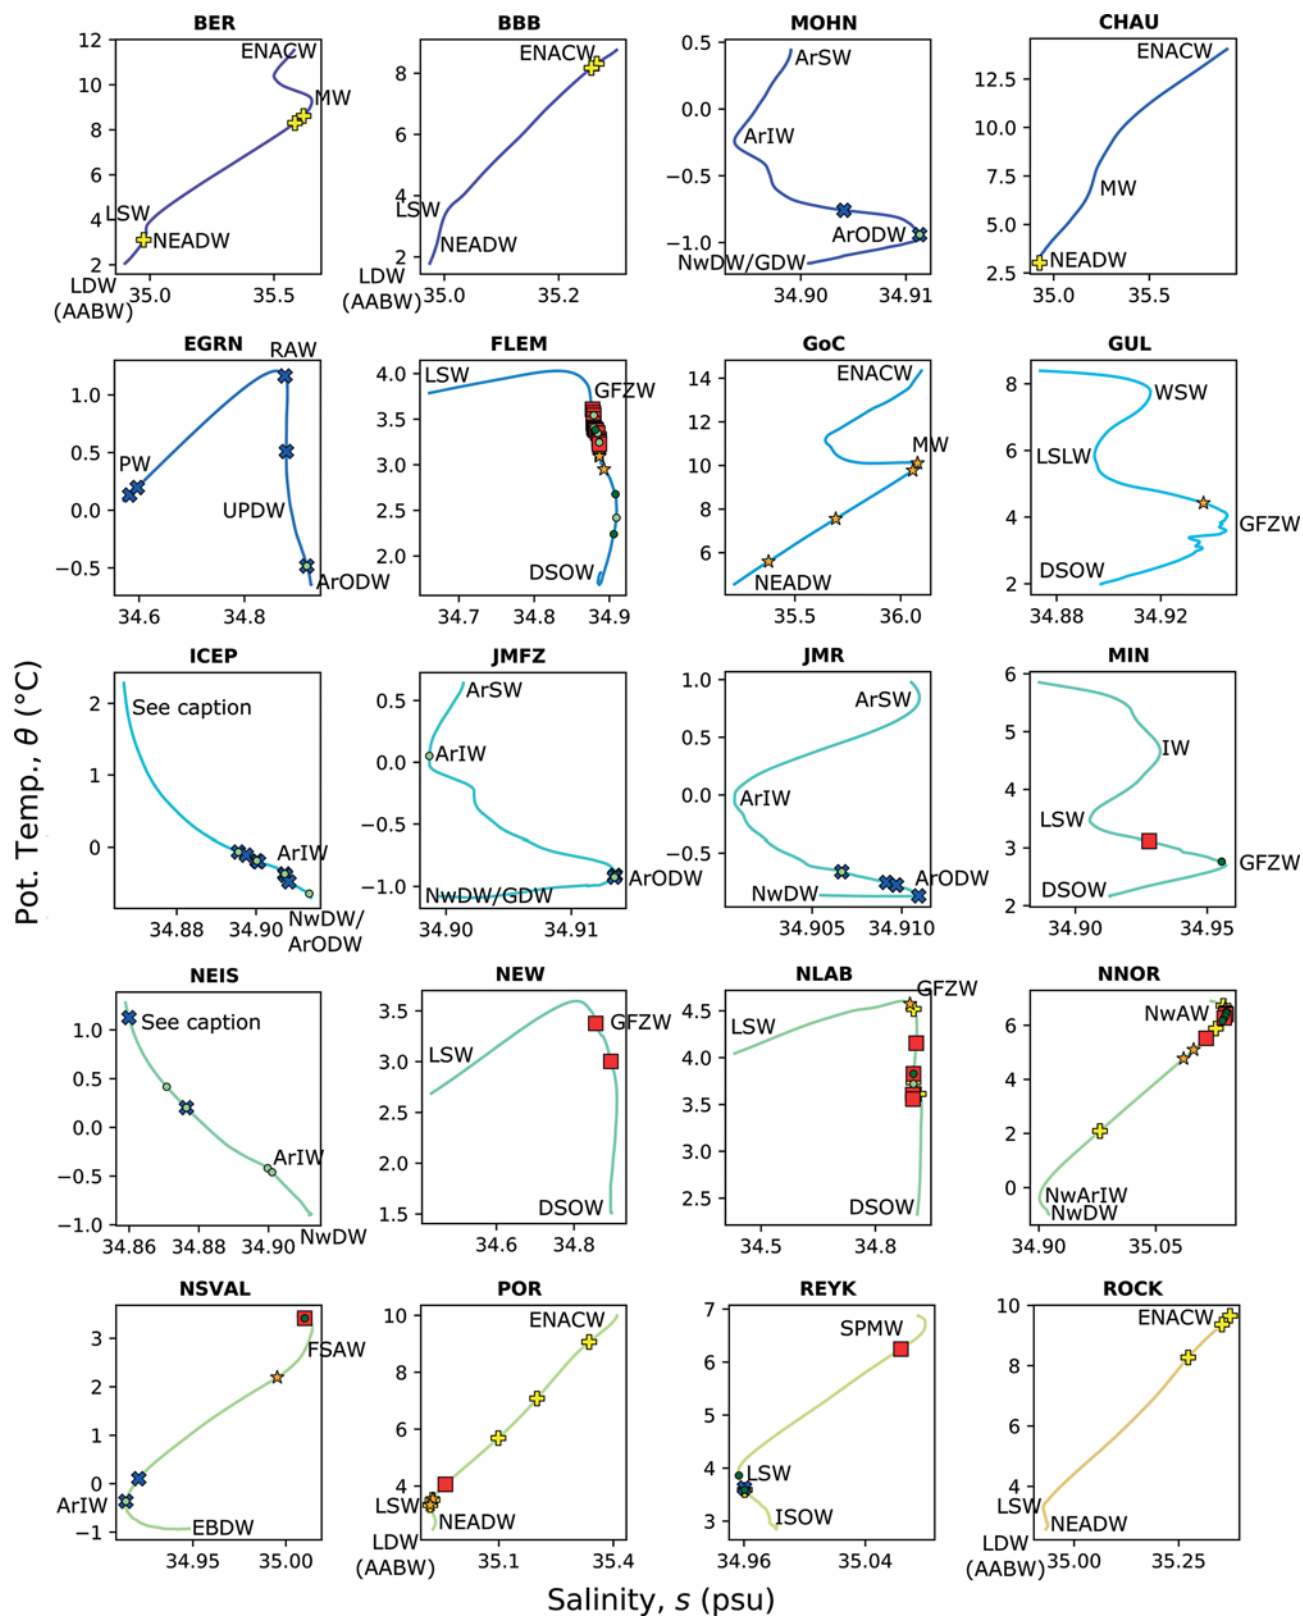 BER
BBB
MOHN
CHAU
12
10
8
6
4
2
ENACW
MW
LSW
NEADW
LDW
(AABW)
35.0
35.5
8
6
4
2
ENACW
LSW
NEADW
LDW
(AABW)
35.0
35.2
0.5
0.0
−0.5
−1.0
ArSW
ArIW
ArODW
NwDW/GDW
34.90
34.91
12.5
10.0
7.5
5.0
2.5
ENACW
MW
NEADW
35.0
35.5
EGRN
FLEM
GoC
GUL
1.0
0.5
0.0
−0.5
RAW
PW
UPDW
ArODW
34.6
34.8
4.0
3.5
3.0
2.5
2.0
LSW
GFZW
DSOW
34.7
34.8
34.9
14
12
10
8
6
ENACW
MW
NEADW
35.5
36.0
8
6
4
2
WSW
LSLW
GFZW
DSOW
34.88
34.92
ICEP
JMFZ
JMR
MIN
2
1
0
See caption
ArIW
NwDW/
ArODW
34.88
34.90
0.5
0.0
−0.5
−1.0
ArSW
ArIW
ArODW
NwDW/GDW
34.90
34.91
1.0
0.5
0.0
−0.5
ArSW
ArIW
ArODW
NwDW
34.905
34.910
6
5
4
3
2
IW
LSW
GFZW
DSOW
34.90
34.95
NEIS
NEW
NLAB
NNOR
1.0
0.5
0.0
−0.5
−1.0
See caption
ArIW
NwDW
34.86
34.88
34.90
3.5
3.0
2.5
2.0
1.5
GFZW
LSW
DSOW
34.6
34.8
4.5
4.0
3.5
3.0
2.5
GFZW
LSW
DSOW
34.5
34.8
6
4
2
0
NwAW
NwArIW
NwDW
34.90
35.05
NSVAL
POR
REYK
ROCK
3
2
1
0
−1
FSAW
ArIW
EBDW
34.95
35.00
10
8
6
4
ENACW
LSW
NEADW
LDW
(AABW)
35.1
35.4
7
6
5
4
3
SPMW
LSW
ISOW
34.96
35.04
10
8
6
4
ENACW
LSW
NEADW
LDW
(AABW)
35.00
35.25
Pot. Temp., θ (°C)
Salinity, s (psu)